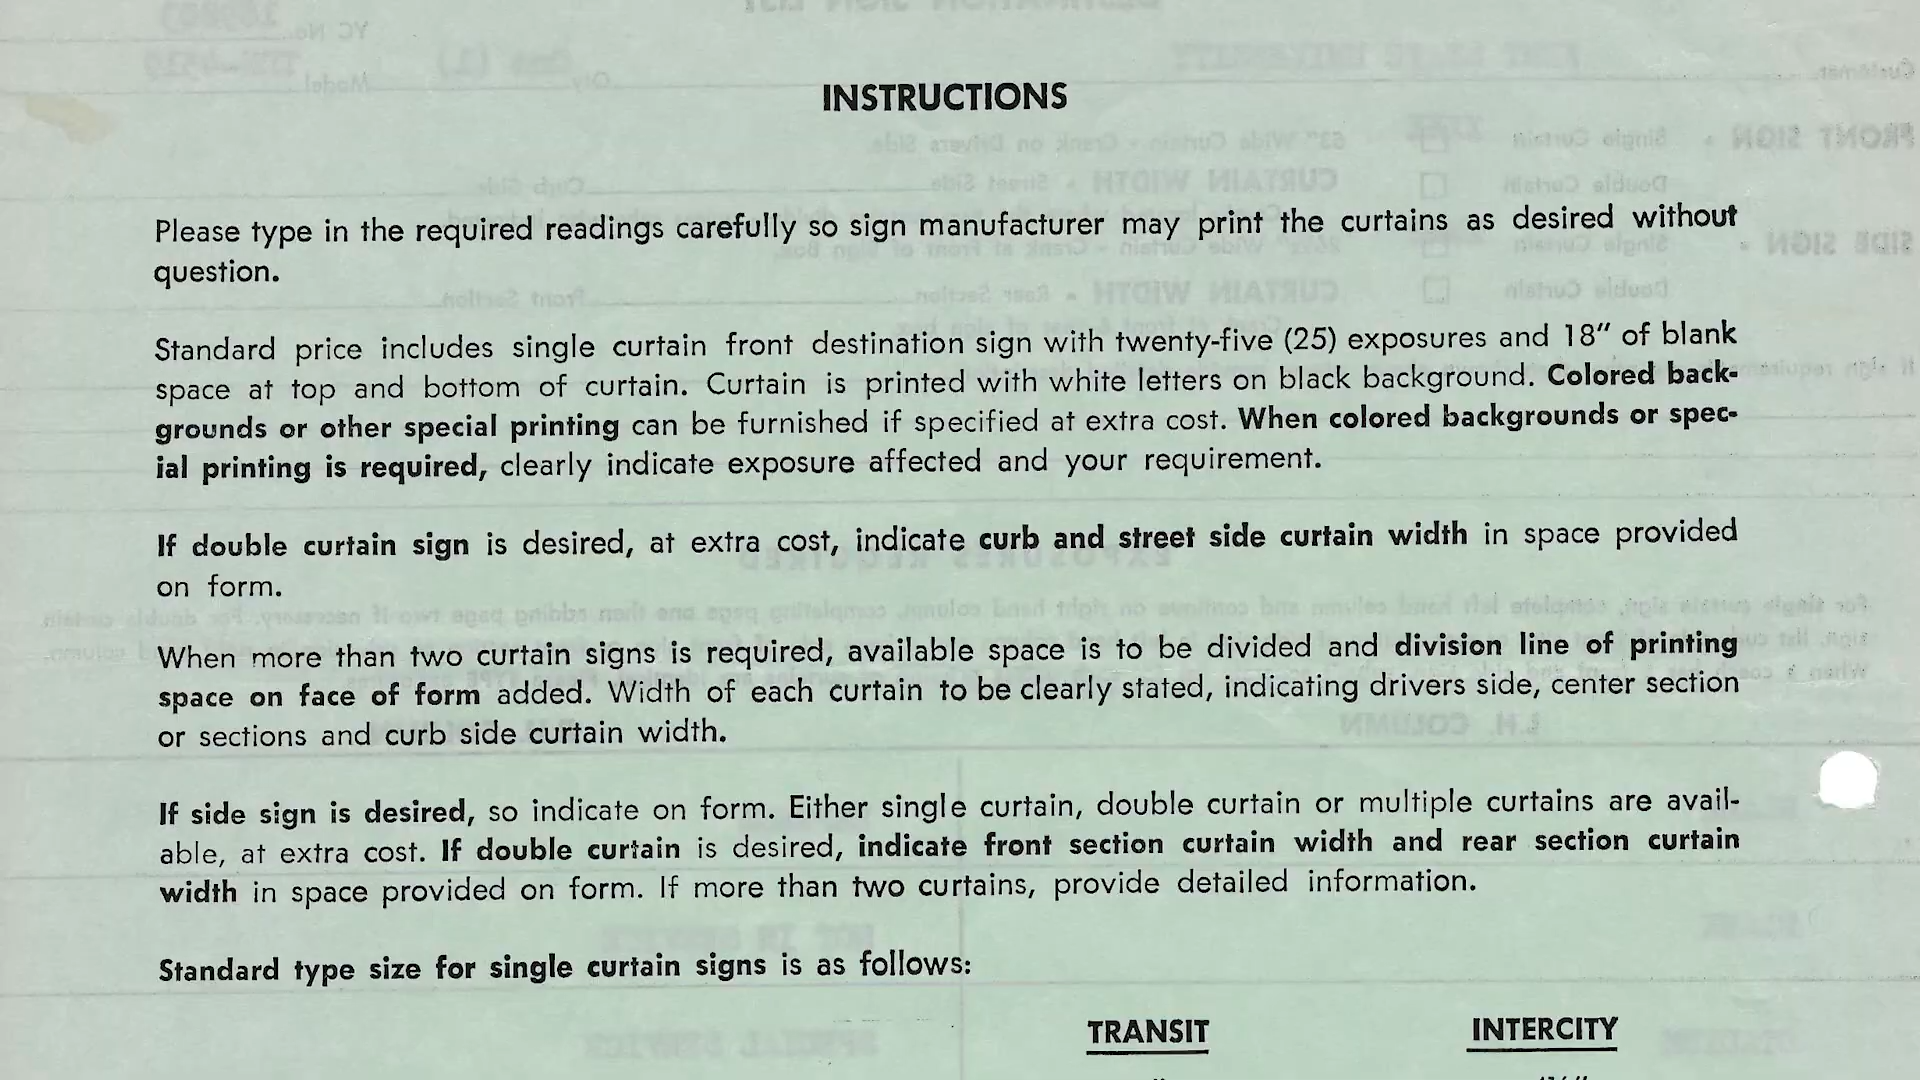 INSTRUCTIONS
Please type in the required readings carefully so sign manufacturer may print the curtains as desired without
question.
Standard price includes single curtain front destination sign with twenty-five (25) exposures and 18" of blank
space at top and bottom of curtain. Curtain is printed with white letters on black background. Colored back-
grounds or other special printing can be furnished if specified at extra cost. When colored backgrounds or spec-
ial printing is required, clearly indicate exposure affected and your requirement.
If double curtain sign is desired, at extra cost, indicate curb and street side curtain width in space provided
on form.
When more than two curtain signs is required, available space is to be divided and division line of printing
space on face of form added. Width of each curtain to be clearly stated, indicating drivers side, center section
or sections and curb side curtain width.
If side sign is desired, so indicate on form. Either single curtain, double curtain or multiple curtains are avail-
able, at extra cost. If double curtain is desired, indicate front section curtain width and rear section curtain
width in space provided on form. If more than two curtains, provide detailed information.
Standard type size for single curtain signs is as follows:
TRANSIT INTERCITY